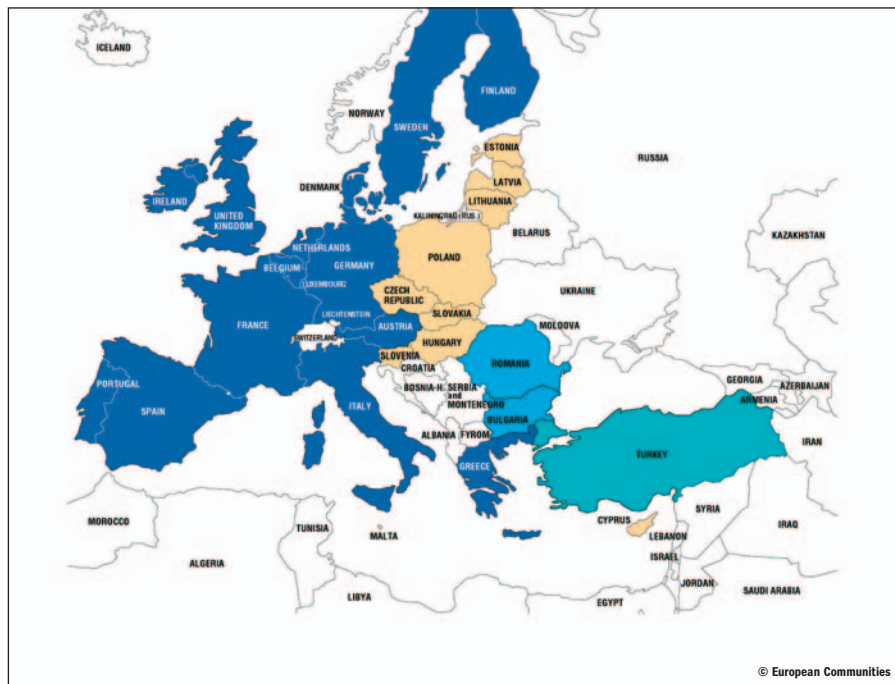 ICELAND
FINLAND
NORWAY
SWEDEN
ESTONIA
RUSSIA
LATVIA
DENMARK
IRELAND
LITHUANIA
UNITED
KINGDOM
KALININGRAD (RUS.)
BELARUS
KAZAKHSTAN
NETHERLANDS
POLAND
BELGIUM
GERMANY
LUXEMBOURG
CZECH
REPUBLIC
UKRAINE
LIECHTENSTEIN
SLOVAKIA
FRANCE
AUSTRIA
MOLDOVA
SWITZERLAND
HUNGARY
SLOVENIA
CROATIA
ROMANIA
PORTUGAL
BOSNIA-H.
SERBIA
and
MONTENEGRO
GEORGIA
AZERBAIJAN
ARMENIA
SPAIN
ITALY
BULGARIA
ALBANIA
FYROM
IRAN
TURKEY
GREECE
MOROCCO
TUNISIA
MALTA
CYPRUS
SYRIA
LEBANON
IRAQ
ALGERIA
ISRAEL
JORDAN
SAUDI ARABIA
LIBYA
EGYPT
© European Communities